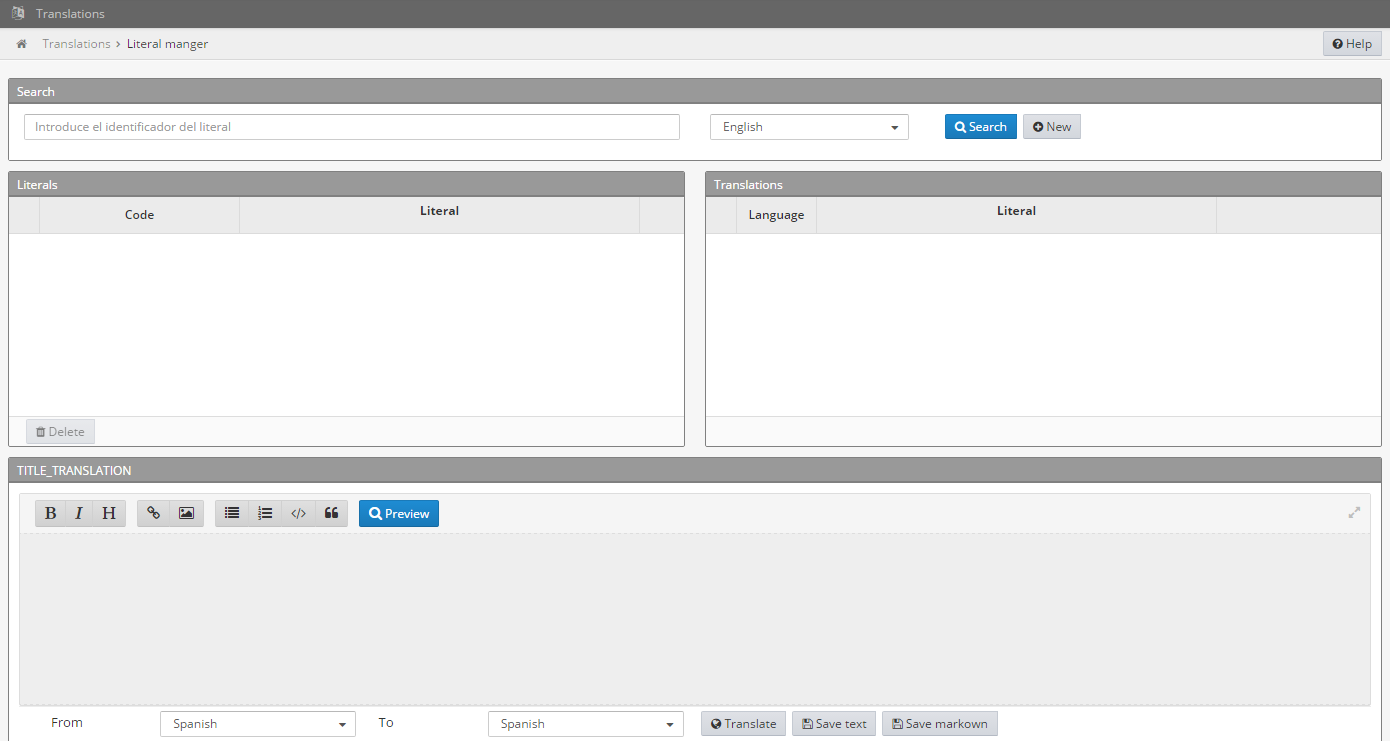 Translations
Translations › Literal manger
Help
Search
Introduce el identificador del literal
English
Search
New
Literals
Code
Literal
Delete
Translations
Language
Literal
TITLE_TRANSLATION
B I H
Preview
From
Spanish
To
Spanish
Translate
Save text
Save markown